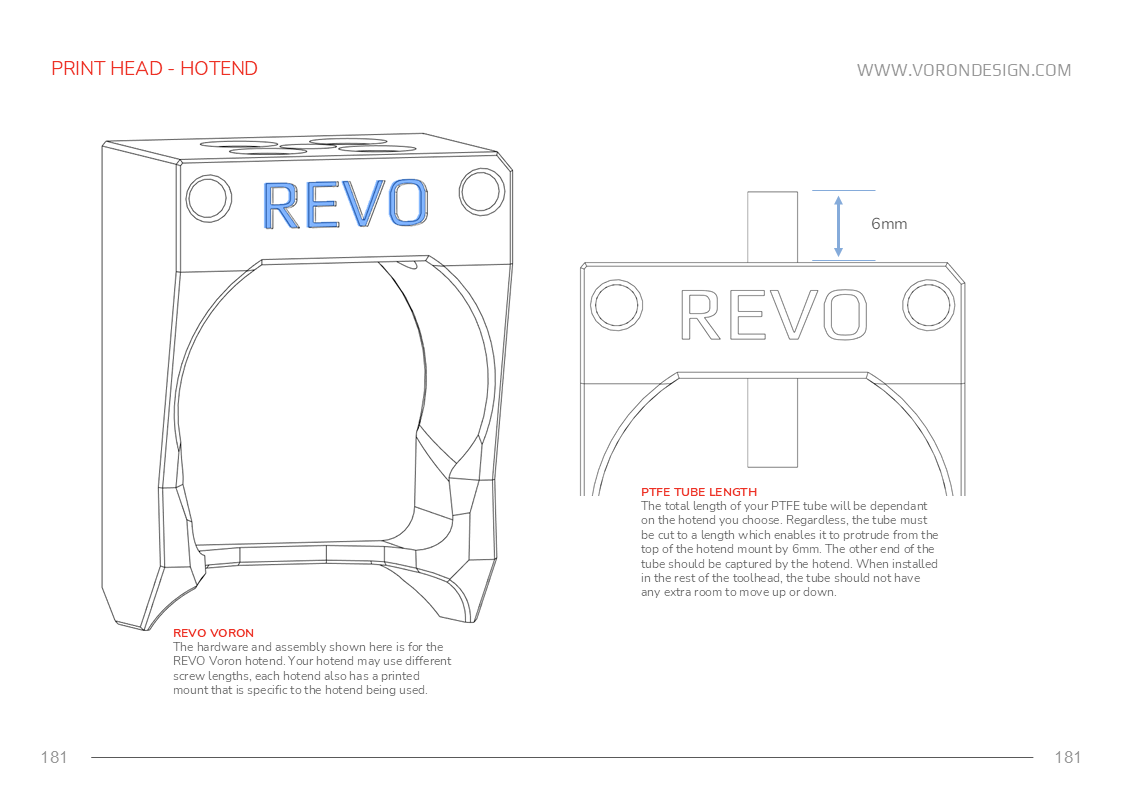 PRINT HEAD - HOTEND
WWW.VORONDESIGN.COM
REVO
6mm
REVO
PTFE TUBE LENGTH
The total length of your PTFE tube will be dependant
on the hotend you choose. Regardless, the tube must
be cut to a length which enables it to protrude from the
top of the hotend mount by 6mm. The other end of the
tube should be captured by the hotend. When installed
in the rest of the toolhead, the tube should not have
any extra room to move up or down.
REVO VORON
The hardware and assembly shown here is for the
REVO Voron hotend. Your hotend may use different
screw lengths, each hotend also has a printed
mount that is specific to the hotend being used.
181
181